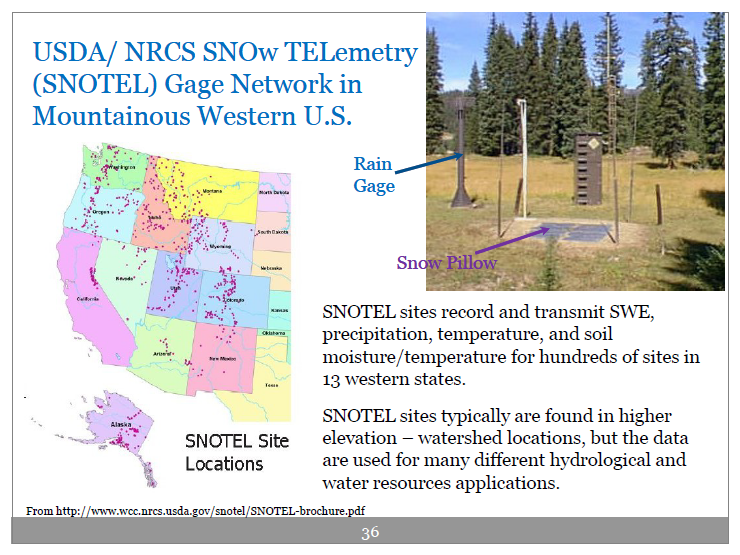 USDA/ NRCS SNOw TELemetry
(SNOTEL) Gage Network in
Mountainous Western U.S.
Rain
Gage
Snow Pillow
Washington
Montana
North Dakota
Oregon
Idaho
South Dakota
Wyoming
Nebraska
Nevada
Utah
Colorado
California
Kansas
Oklahoma
Arizona
New Mexico
Texas
Alaska
SNOTEL Site
Locations
SNOTEL sites record and transmit SWE,
precipitation, temperature, and soil
moisture/temperature for hundreds of sites in
13 western states.
SNOTEL sites typically are found in higher
elevation – watershed locations, but the data
are used for many different hydrological and
water resources applications.
From http://www.wcc.nrcs.usda.gov/snotel/SNOTEL-brochure.pdf
36